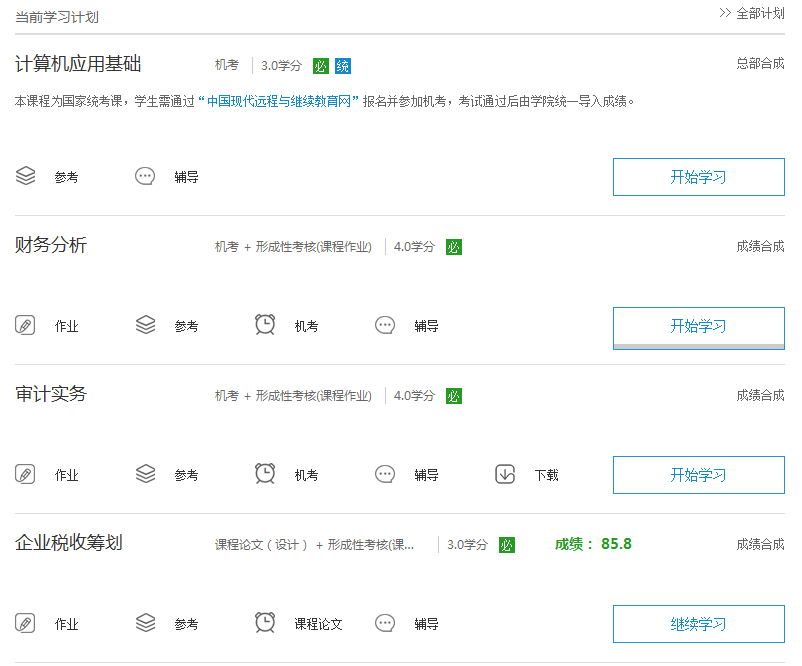 当前学习计划 >> 全部计划
计算机应用基础 机考 3.0学分 必 统 总部合成
本课程为国家统考课，学生需通过“中国现代远程与继续教育网”报名并参加机考，考试通过后由学院统一导入成绩。
参考 辅导 开始学习
财务分析 机考 + 形成性考核(课程作业) 4.0学分 必 成绩合成
作业 参考 机考 辅导 开始学习
审计实务 机考 + 形成性考核(课程作业) 4.0学分 必 成绩合成
作业 参考 机考 辅导 下载 开始学习
企业税收筹划 课程论文（设计）+ 形成性考核(课... 3.0学分 必 成绩：85.8 成绩合成
作业 参考 课程论文 辅导 继续学习